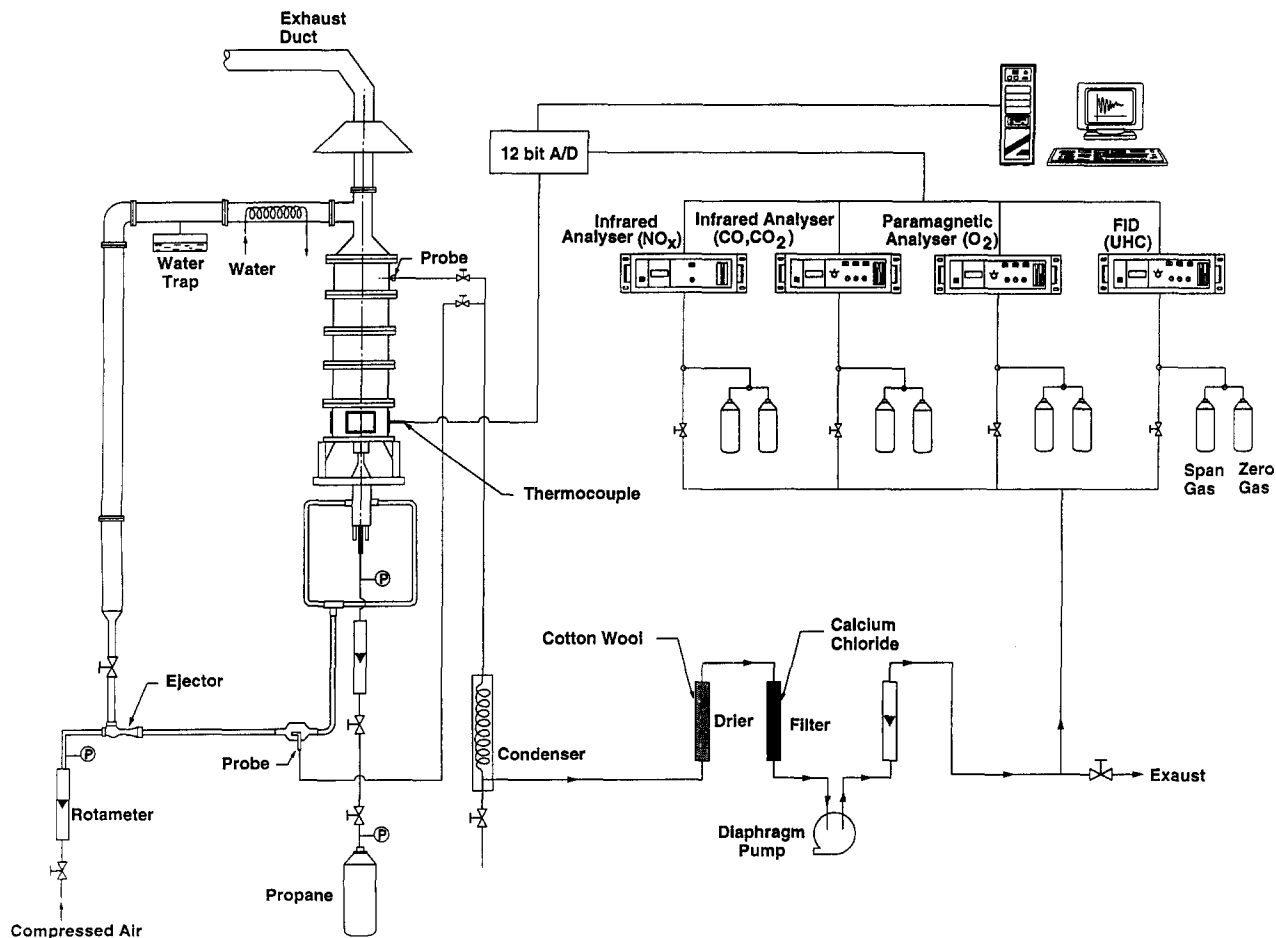 Exhaust
Duct
12 bit A/D
Infrared
Analyser (NOx)
Infrared Analyser
(CO,CO2)
Paramagnetic
Analyser (O2)
FID
(UHC)
Water
Trap
Water
Probe
Thermocouple
Span
Gas
Zero
Gas
P
Cotton Wool
Calcium
Chloride
Ejector
Drier
Filter
Condenser
P
Probe
Exaust
Rotameter
P
Diaphragm
Pump
Propane
Compressed Air